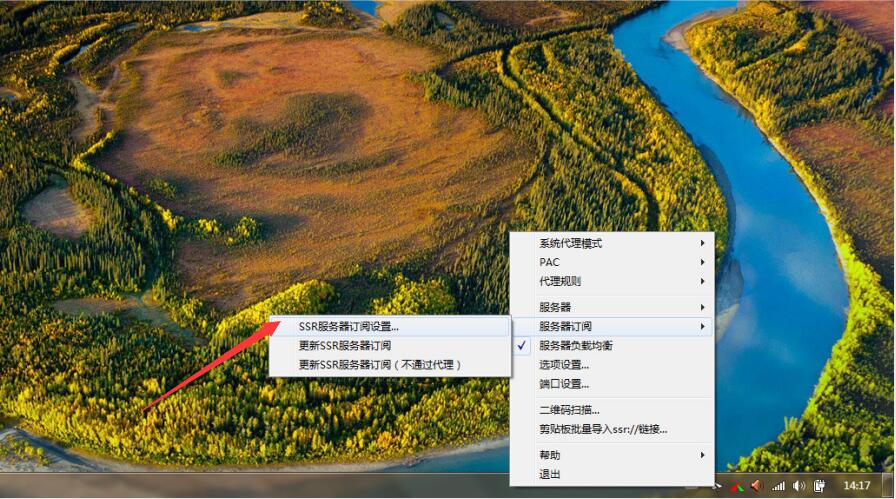 系统代理模式
PAC
代理规则
服务器
服务器订阅
SSR服务器订阅设置...
更新SSR服务器订阅
更新SSR服务器订阅（不通过代理）
服务器负载均衡
选项设置...
端口设置...
二维码扫描...
剪贴板批量导入ssr://链接...
帮助
退出
14:17